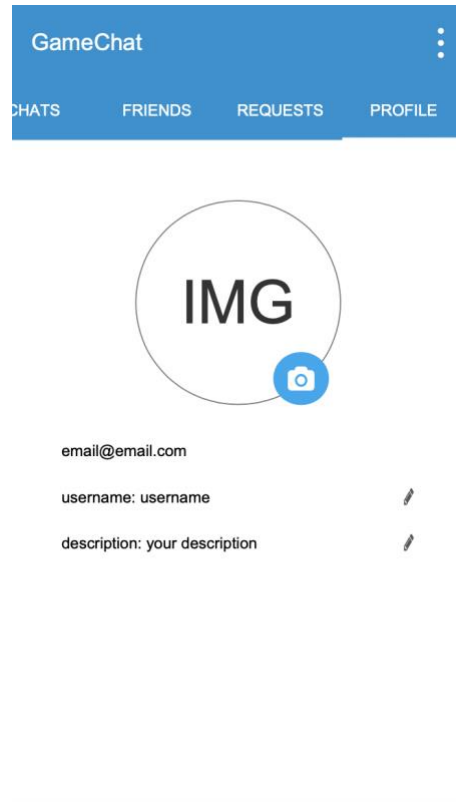 GameChat
CHATS FRIENDS REQUESTS PROFILE
IMG
email@email.com
username: username
description: your description